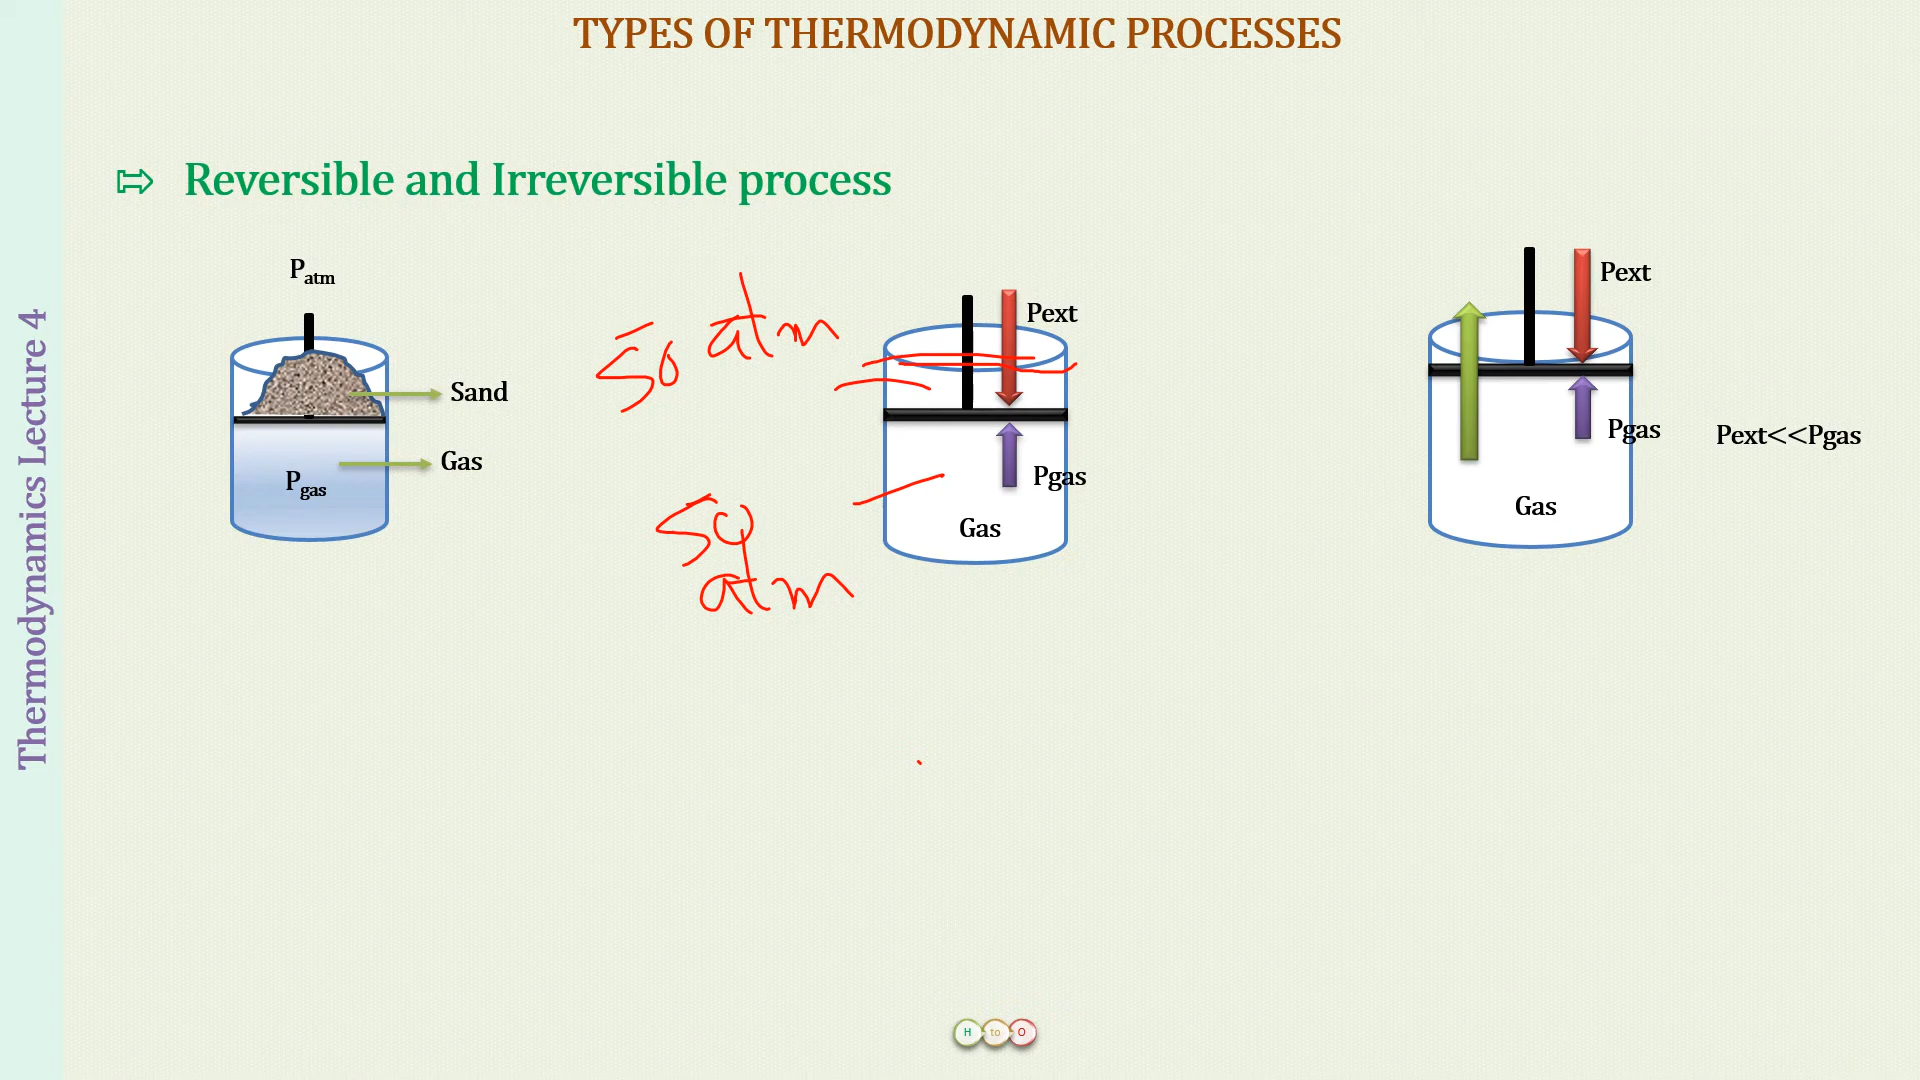 TYPES OF THERMODYNAMIC PROCESSES
Thermodynamics Lecture 4
Reversible and Irreversible process
Patm
Sand
Gas
Pgas
50 atm
Pext
Pgas
Gas
50
atm
Pext
Pgas
Pext<<Pgas
Gas
H to O